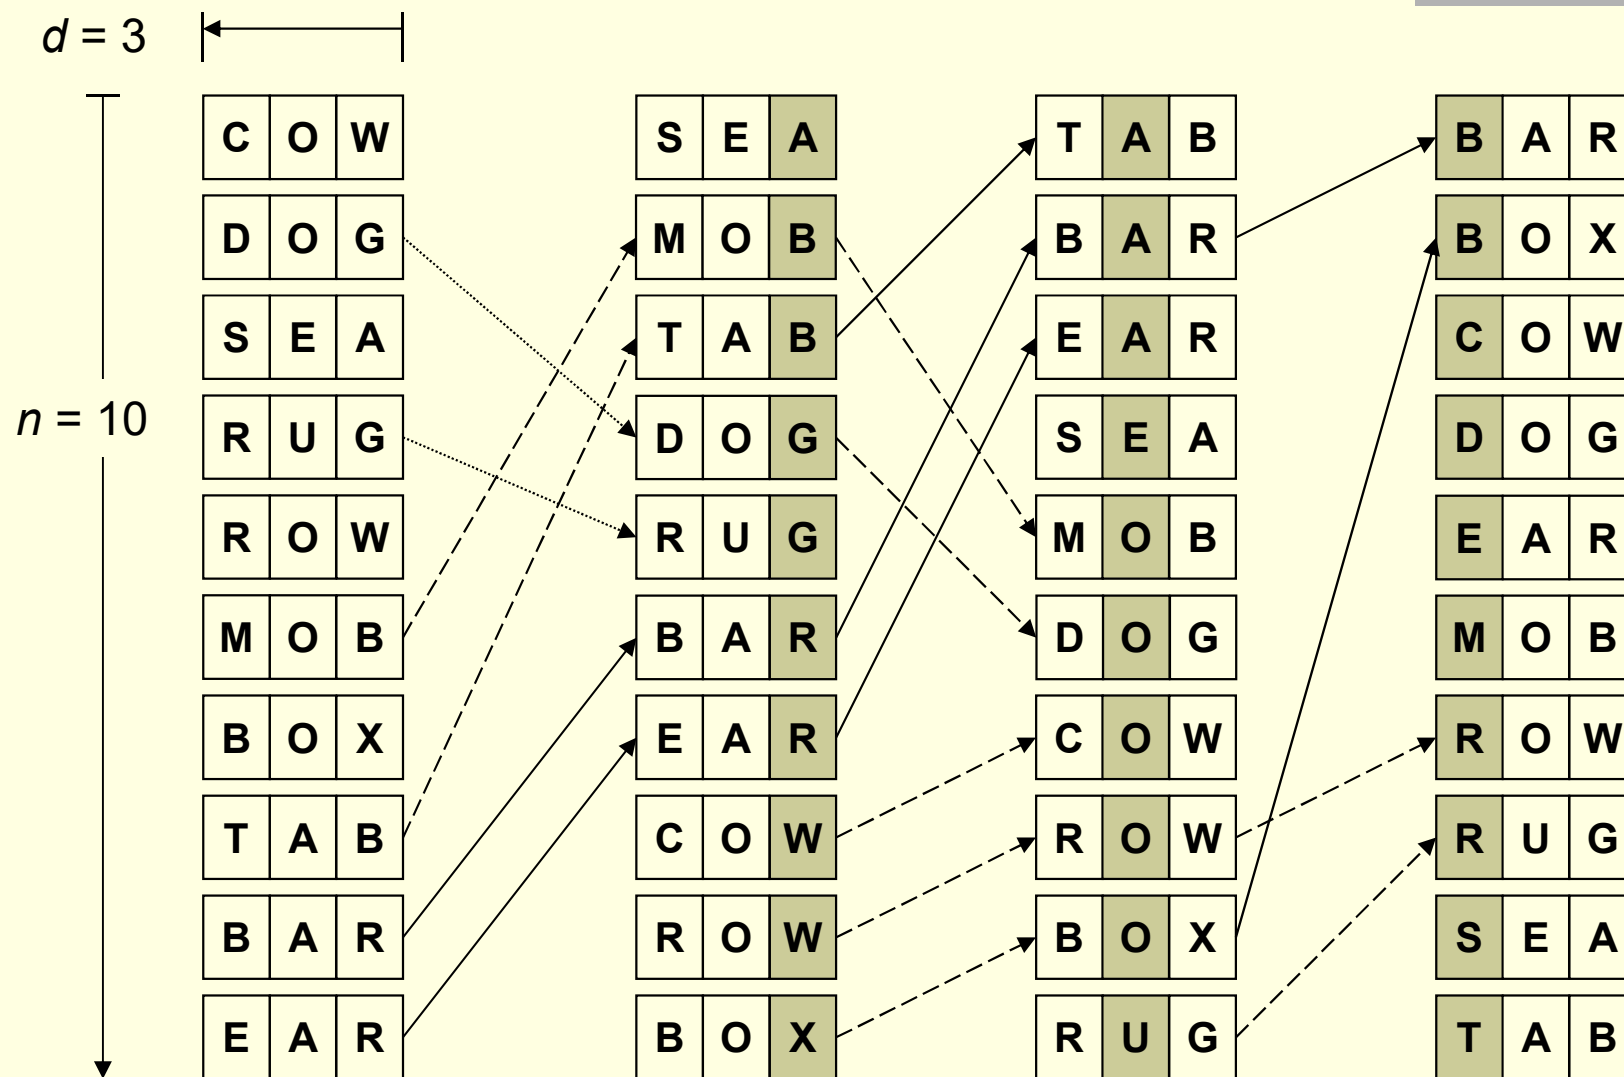 d = 3
C O W S E A T A B B A R
D O G M O B B A R B O X
S E A T A B E A R C O W
n = 10
R U G D O G S E A D O G
R O W R U G M O B E A R
M O B B A R D O G M O B
B O X E A R C O W R O W
T A B C O W R O W R U G
B A R R O W B O X S E A
E A R B O X R U G T A B